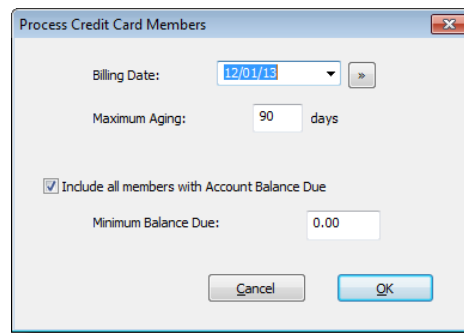 Process Credit Card Members
Billing Date: 12/01/13 »
Maximum Aging: 90 days
Include all members with Account Balance Due
Minimum Balance Due: 0.00
Cancel OK